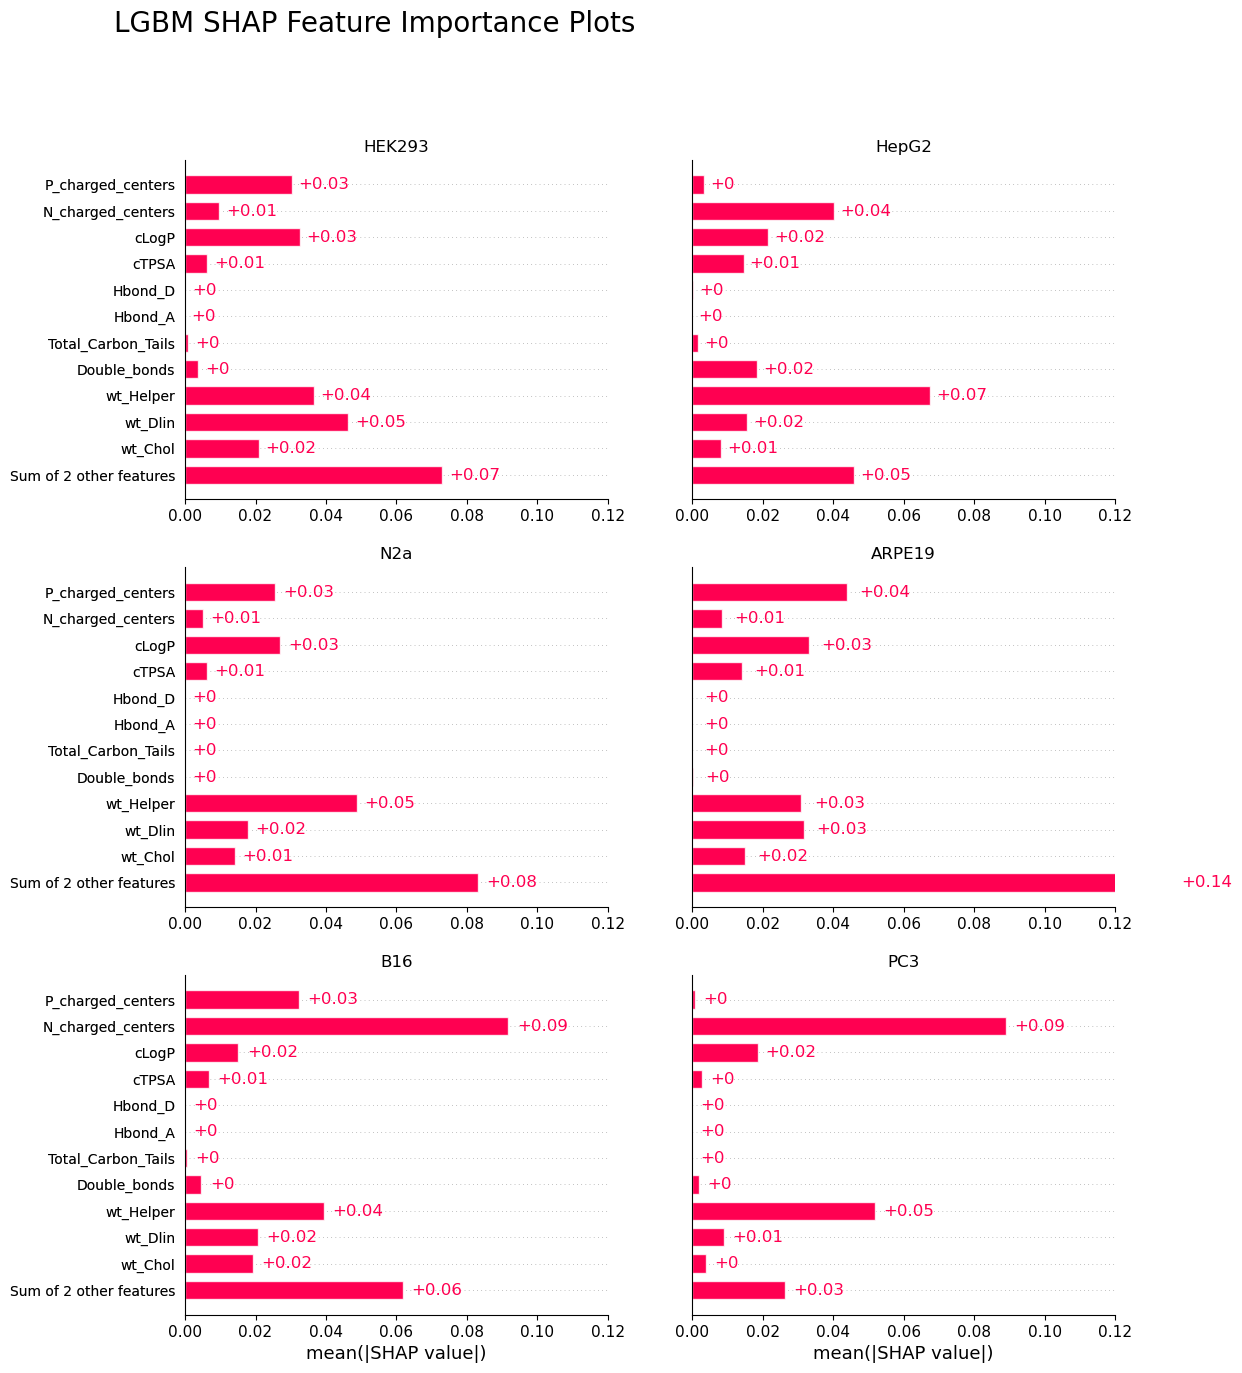 LGBM SHAP Feature Importance Plots
HEK293
P_charged_centers +0.03
N_charged_centers +0.01
cLogP +0.03
cTPSA +0.01
Hbond_D +0
Hbond_A +0
Total_Carbon_Tails +0
Double_bonds +0
wt_Helper +0.04
wt_Dlin +0.05
wt_Chol +0.02
Sum of 2 other features +0.07
0.00 0.02 0.04 0.06 0.08 0.10 0.12
HepG2
+0
+0.04
+0.02
+0.01
+0
+0
+0
+0.02
+0.07
+0.02
+0.01
+0.05
0.00 0.02 0.04 0.06 0.08 0.10 0.12
N2a
P_charged_centers +0.03
N_charged_centers +0.01
cLogP +0.03
cTPSA +0.01
Hbond_D +0
Hbond_A +0
Total_Carbon_Tails +0
Double_bonds +0
wt_Helper +0.05
wt_Dlin +0.02
wt_Chol +0.01
Sum of 2 other features +0.08
0.00 0.02 0.04 0.06 0.08 0.10 0.12
ARPE19
+0.04
+0.01
+0.03
+0.01
+0
+0
+0
+0
+0.03
+0.03
+0.02
+0.14
0.00 0.02 0.04 0.06 0.08 0.10 0.12
B16
P_charged_centers +0.03
N_charged_centers +0.09
cLogP +0.02
cTPSA +0.01
Hbond_D +0
Hbond_A +0
Total_Carbon_Tails +0
Double_bonds +0
wt_Helper +0.04
wt_Dlin +0.02
wt_Chol +0.02
Sum of 2 other features +0.06
0.00 0.02 0.04 0.06 0.08 0.10 0.12
mean(|SHAP value|)
PC3
+0
+0.09
+0.02
+0
+0
+0
+0
+0
+0.05
+0.01
+0
+0.03
0.00 0.02 0.04 0.06 0.08 0.10 0.12
mean(|SHAP value|)